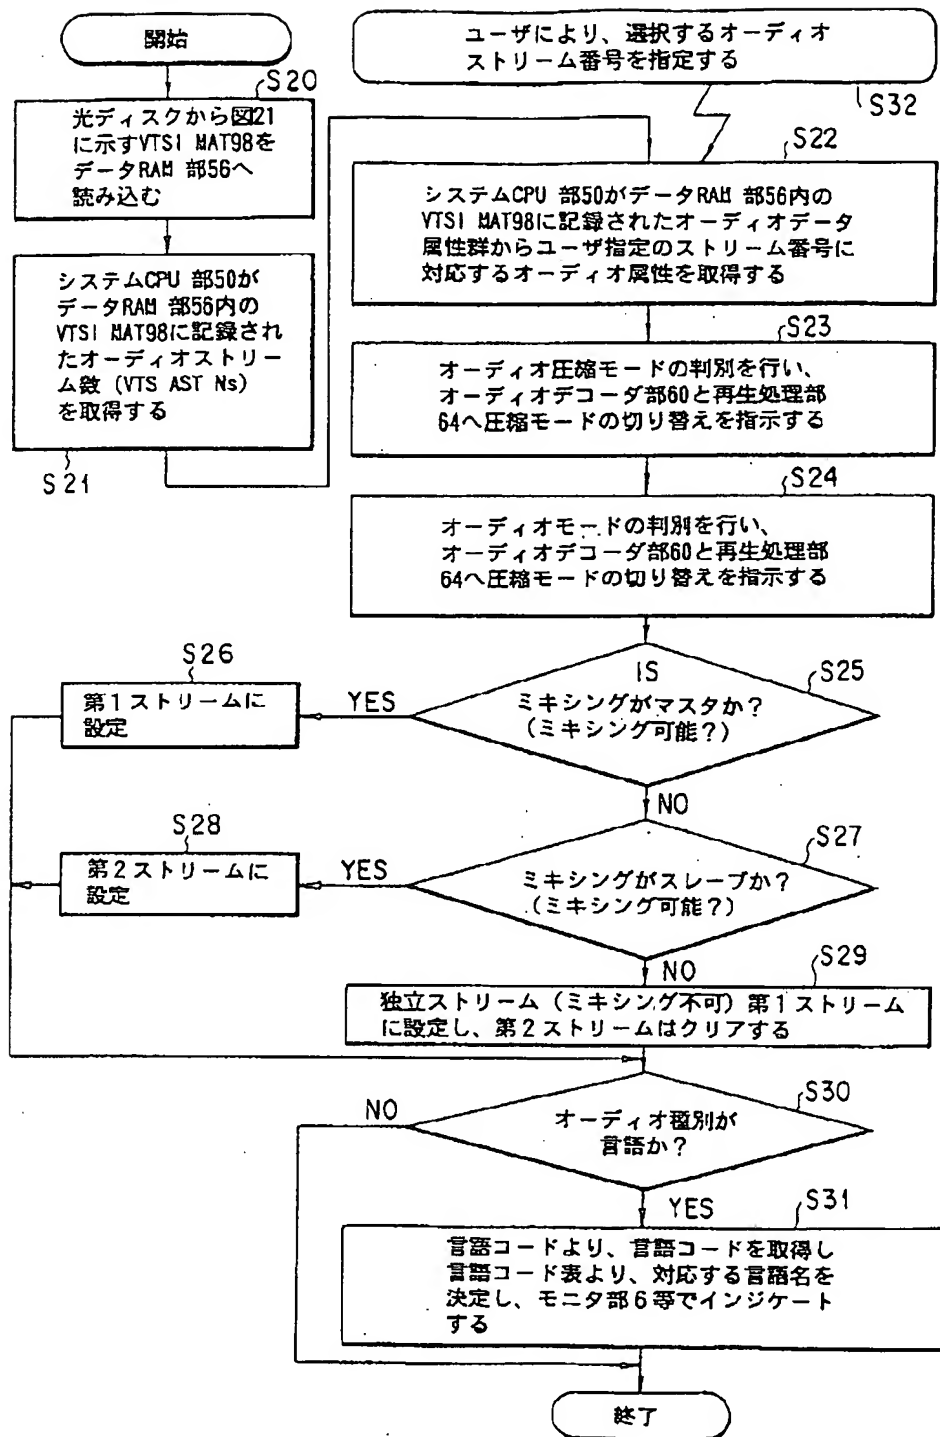 開始
S20
光ディスクから図21
に示すVTSI MAT98を
データRAM 部56へ
読み込む
システムCPU 部50が
データRAM 部56内の
VTSI MAT98に記録され
たオーディオストリー
ム数 (VTS AST Ns)
を取得する
S21
ユーザにより、選択するオーディオ
ストリーム番号を指定する
S32
S22
システムCPU 部50がデータRAM 部56内の
VTSI MAT98に記録されたオーディオデータ
属性群からユーザ指定のストリーム番号に
対応するオーディオ属性を取得する
S23
オーディオ圧縮モードの判別を行い、
オーディオデコーダ部60と再生処理部
64へ圧縮モードの切り替えを指示する
S24
オーディオモードの判別を行い、
オーディオデコーダ部60と再生処理部
64へ圧縮モードの切り替えを指示する
S25
IS
ミキシングがマスタか?
(ミキシング可能?)
YES
S26
第1ストリームに
設定
NO
S27
ミキシングがスレーブか?
(ミキシング可能?)
YES
S28
第2ストリームに
設定
NO
S29
独立ストリーム(ミキシング不可)第1ストリーム
に設定し、第2ストリームはクリアする
S30
オーディオ種別が
言語か?
NO
YES
S31
言語コードより、言語コードを取得し
言語コード表より、対応する言語名を
決定し、モニタ部6等でインジケート
する
終了